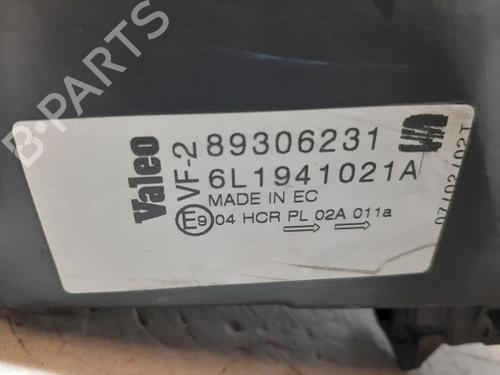 B-PARTS
Valeo
VF-2
89306231
6L1941021A
MADE IN EC
E9 04 HCR PL 02A 011a
07/02/02T